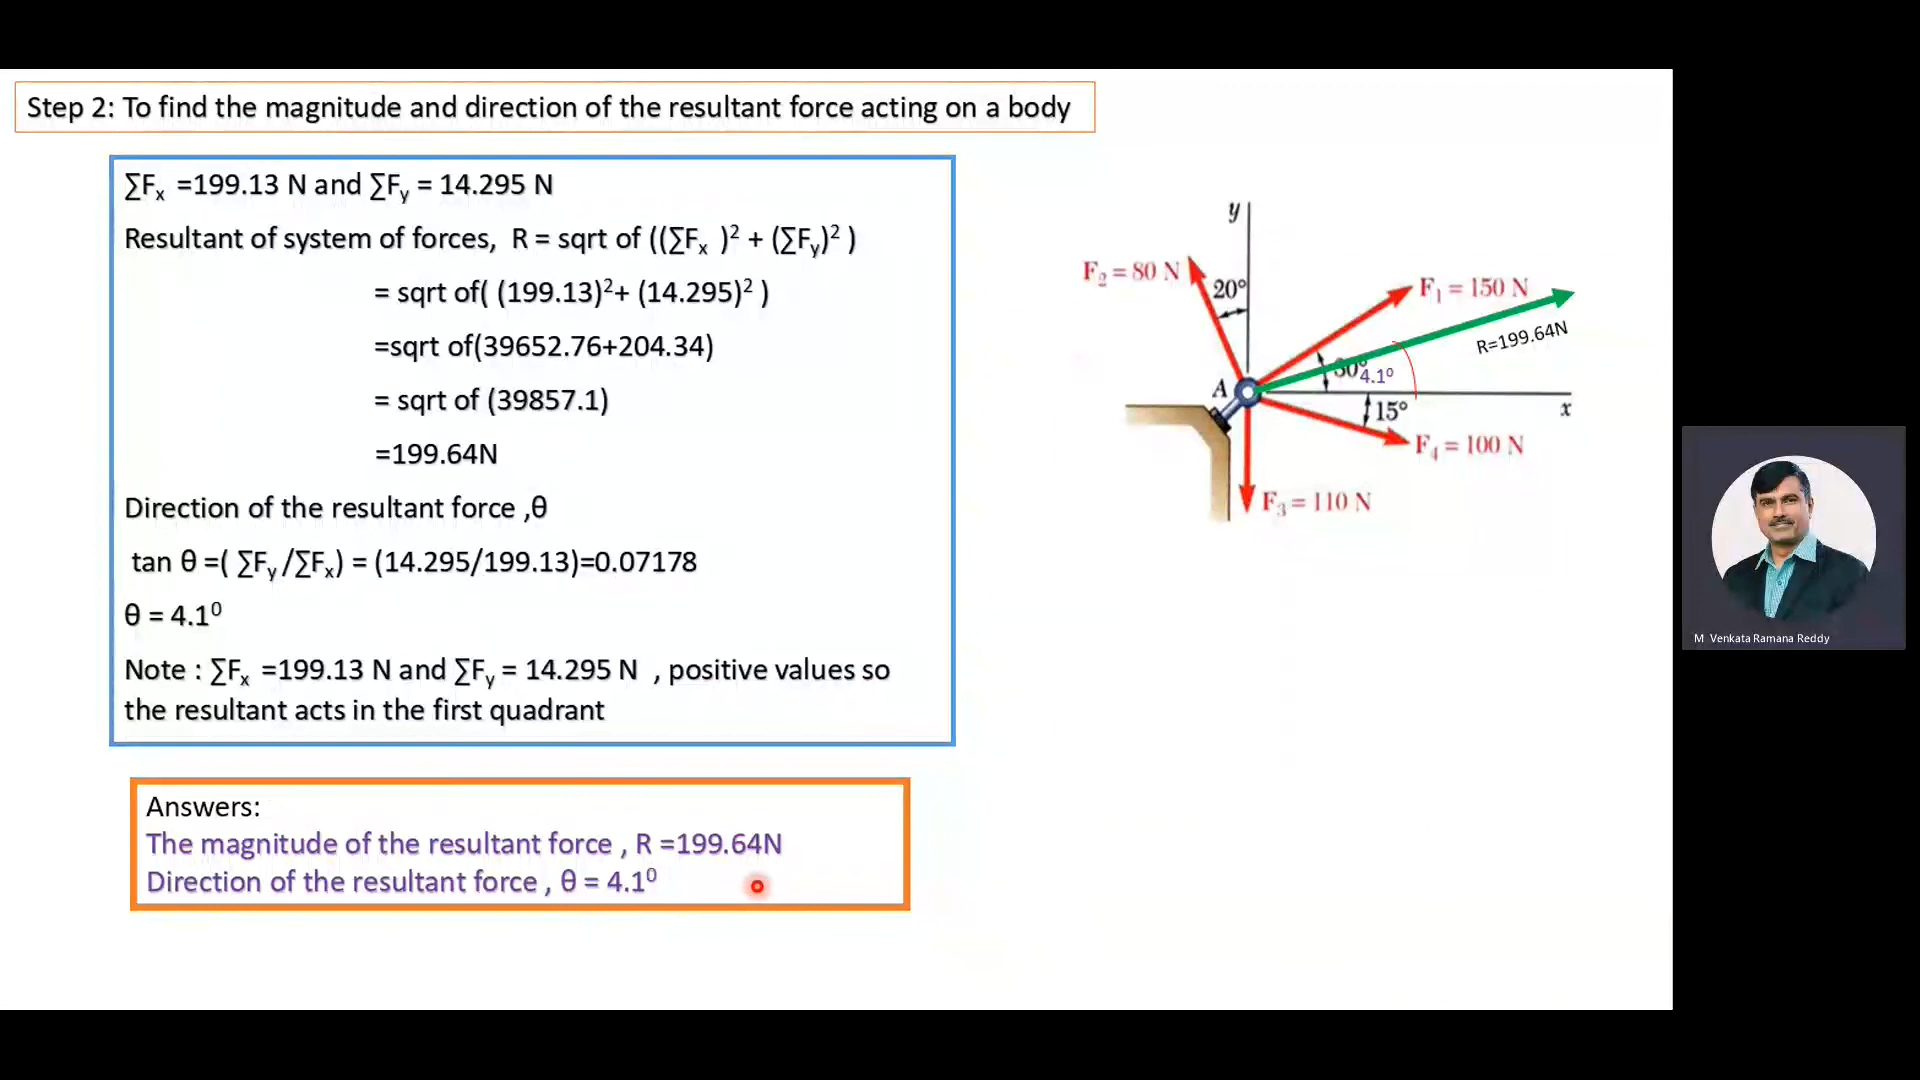 Step 2: To find the magnitude and direction of the resultant force acting on a body
∑Fx =199.13 N and ∑Fy = 14.295 N
Resultant of system of forces, R = sqrt of ((∑Fx )² + (∑Fy)² )
= sqrt of( (199.13)²+ (14.295)² )
=sqrt of(39652.76+204.34)
= sqrt of (39857.1)
=199.64N
Direction of the resultant force ,θ
tan θ =( ∑Fy /∑Fx) = (14.295/199.13)=0.07178
θ = 4.1⁰
Note : ∑Fx =199.13 N and ∑Fy = 14.295 N , positive values so
the resultant acts in the first quadrant
Answers:
The magnitude of the resultant force , R =199.64N
Direction of the resultant force , θ = 4.1⁰
y
F₂ = 80 N
20°
F₁ = 150 N
R=199.64N
30°
4.1⁰
A
15°
x
F₄ = 100 N
F₃ = 110 N
M Venkata Ramana Reddy